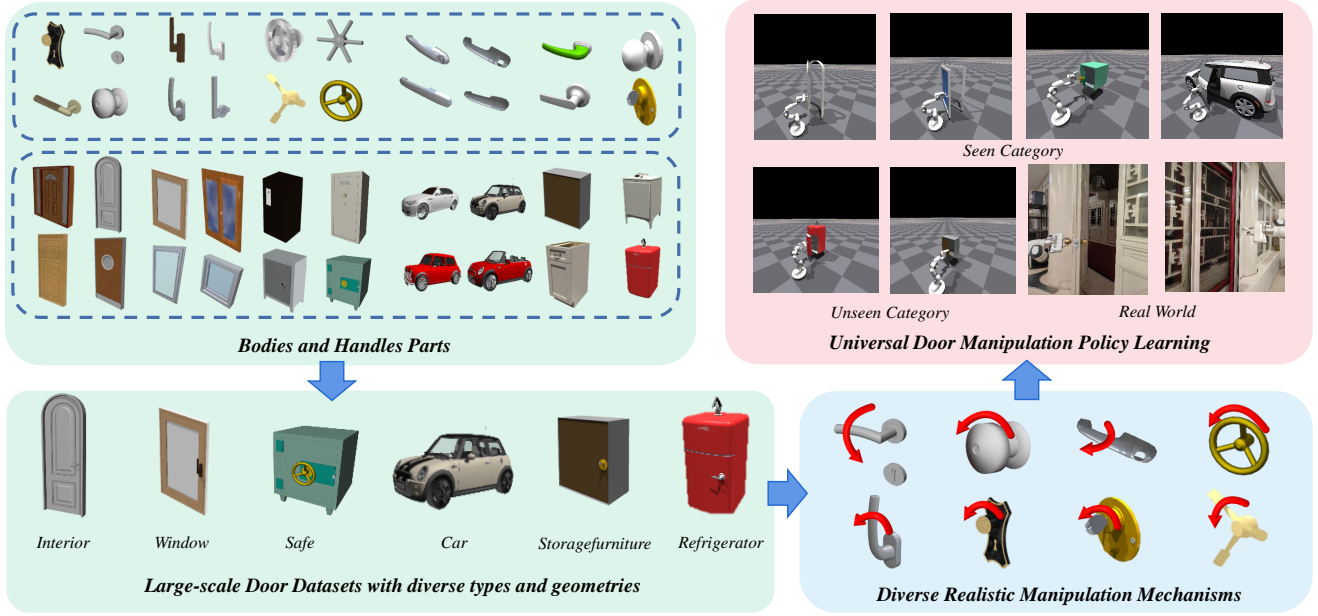 Bodies and Handles Parts
Seen Category
Unseen Category
Real World
Universal Door Manipulation Policy Learning
Interior
Window
Safe
Car
Storagefurniture
Refrigerator
Large-scale Door Datasets with diverse types and geometries
Diverse Realistic Manipulation Mechanisms